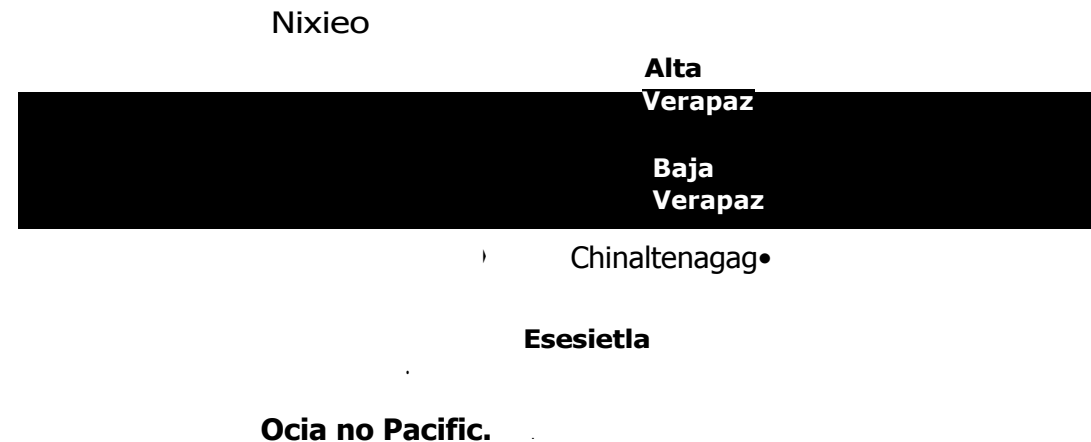 Nixieo
Alta
Verapaz
Baja
Verapaz
Chinaltenagag•
Esesietla
Ocia no Pacific.